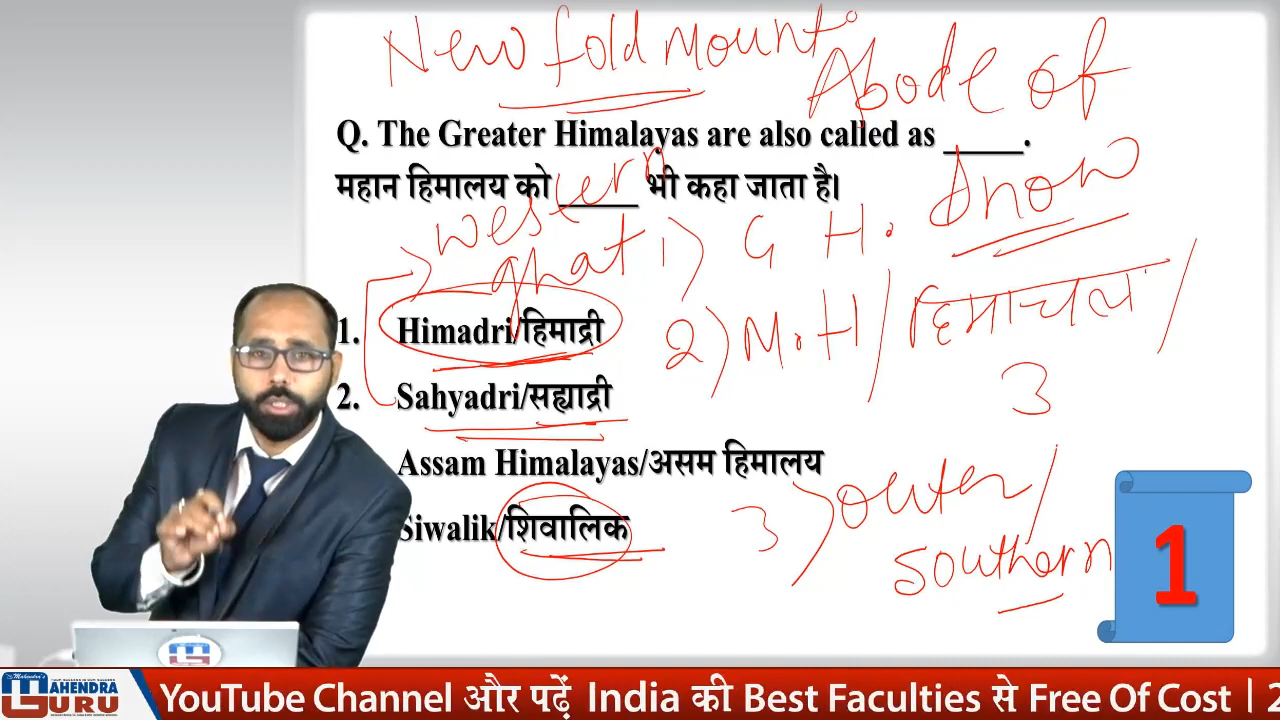 New fold Mount
Abode of
snow
Q. The Greater Himalayas are also called as _____.
महान हिमालय को _____ भी कहा जाता है।
western
ghat
1) G H.
1. Himadri/हिमाद्री
2) M.H/हिमाचल/
3
2. Sahyadri/सह्याद्री
Assam Himalayas/असम हिमालय
Siwalik/शिवालिक
3) outer/
southern
1
Mahendra's
MAHENDRA
GURU
YouTube Channel और पढ़ें India की Best Faculties से Free Of Cost | 2